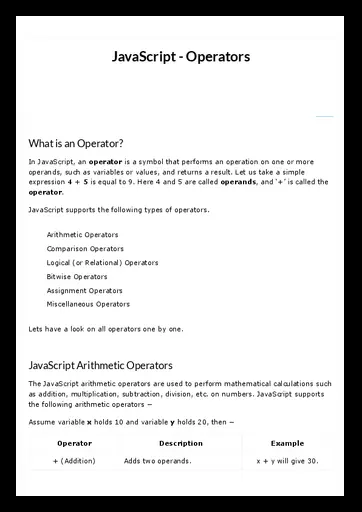 JavaScript - Operators
What is an Operator?
In JavaScript, an operator is a symbol that performs an operation on one or more
operands, such as variables or values, and returns a result. Let us take a simple
expression 4 + 5 is equal to 9. Here 4 and 5 are called operands, and '+' is called the
operator.
JavaScript supports the following types of operators.
Arithmetic Operators
Comparison Operators
Logical (or Relational) Operators
Bitwise Operators
Assignment Operators
Miscellaneous Operators
Lets have a look on all operators one by one.
JavaScript Arithmetic Operators
The JavaScript arithmetic operators are used to perform mathematical calculations such
as addition, multiplication, subtraction, division, etc. on numbers. JavaScript supports
the following arithmetic operators −
Assume variable x holds 10 and variable y holds 20, then −
Operator Description Example
+ (Addition) Adds two operands. x + y will give 30.